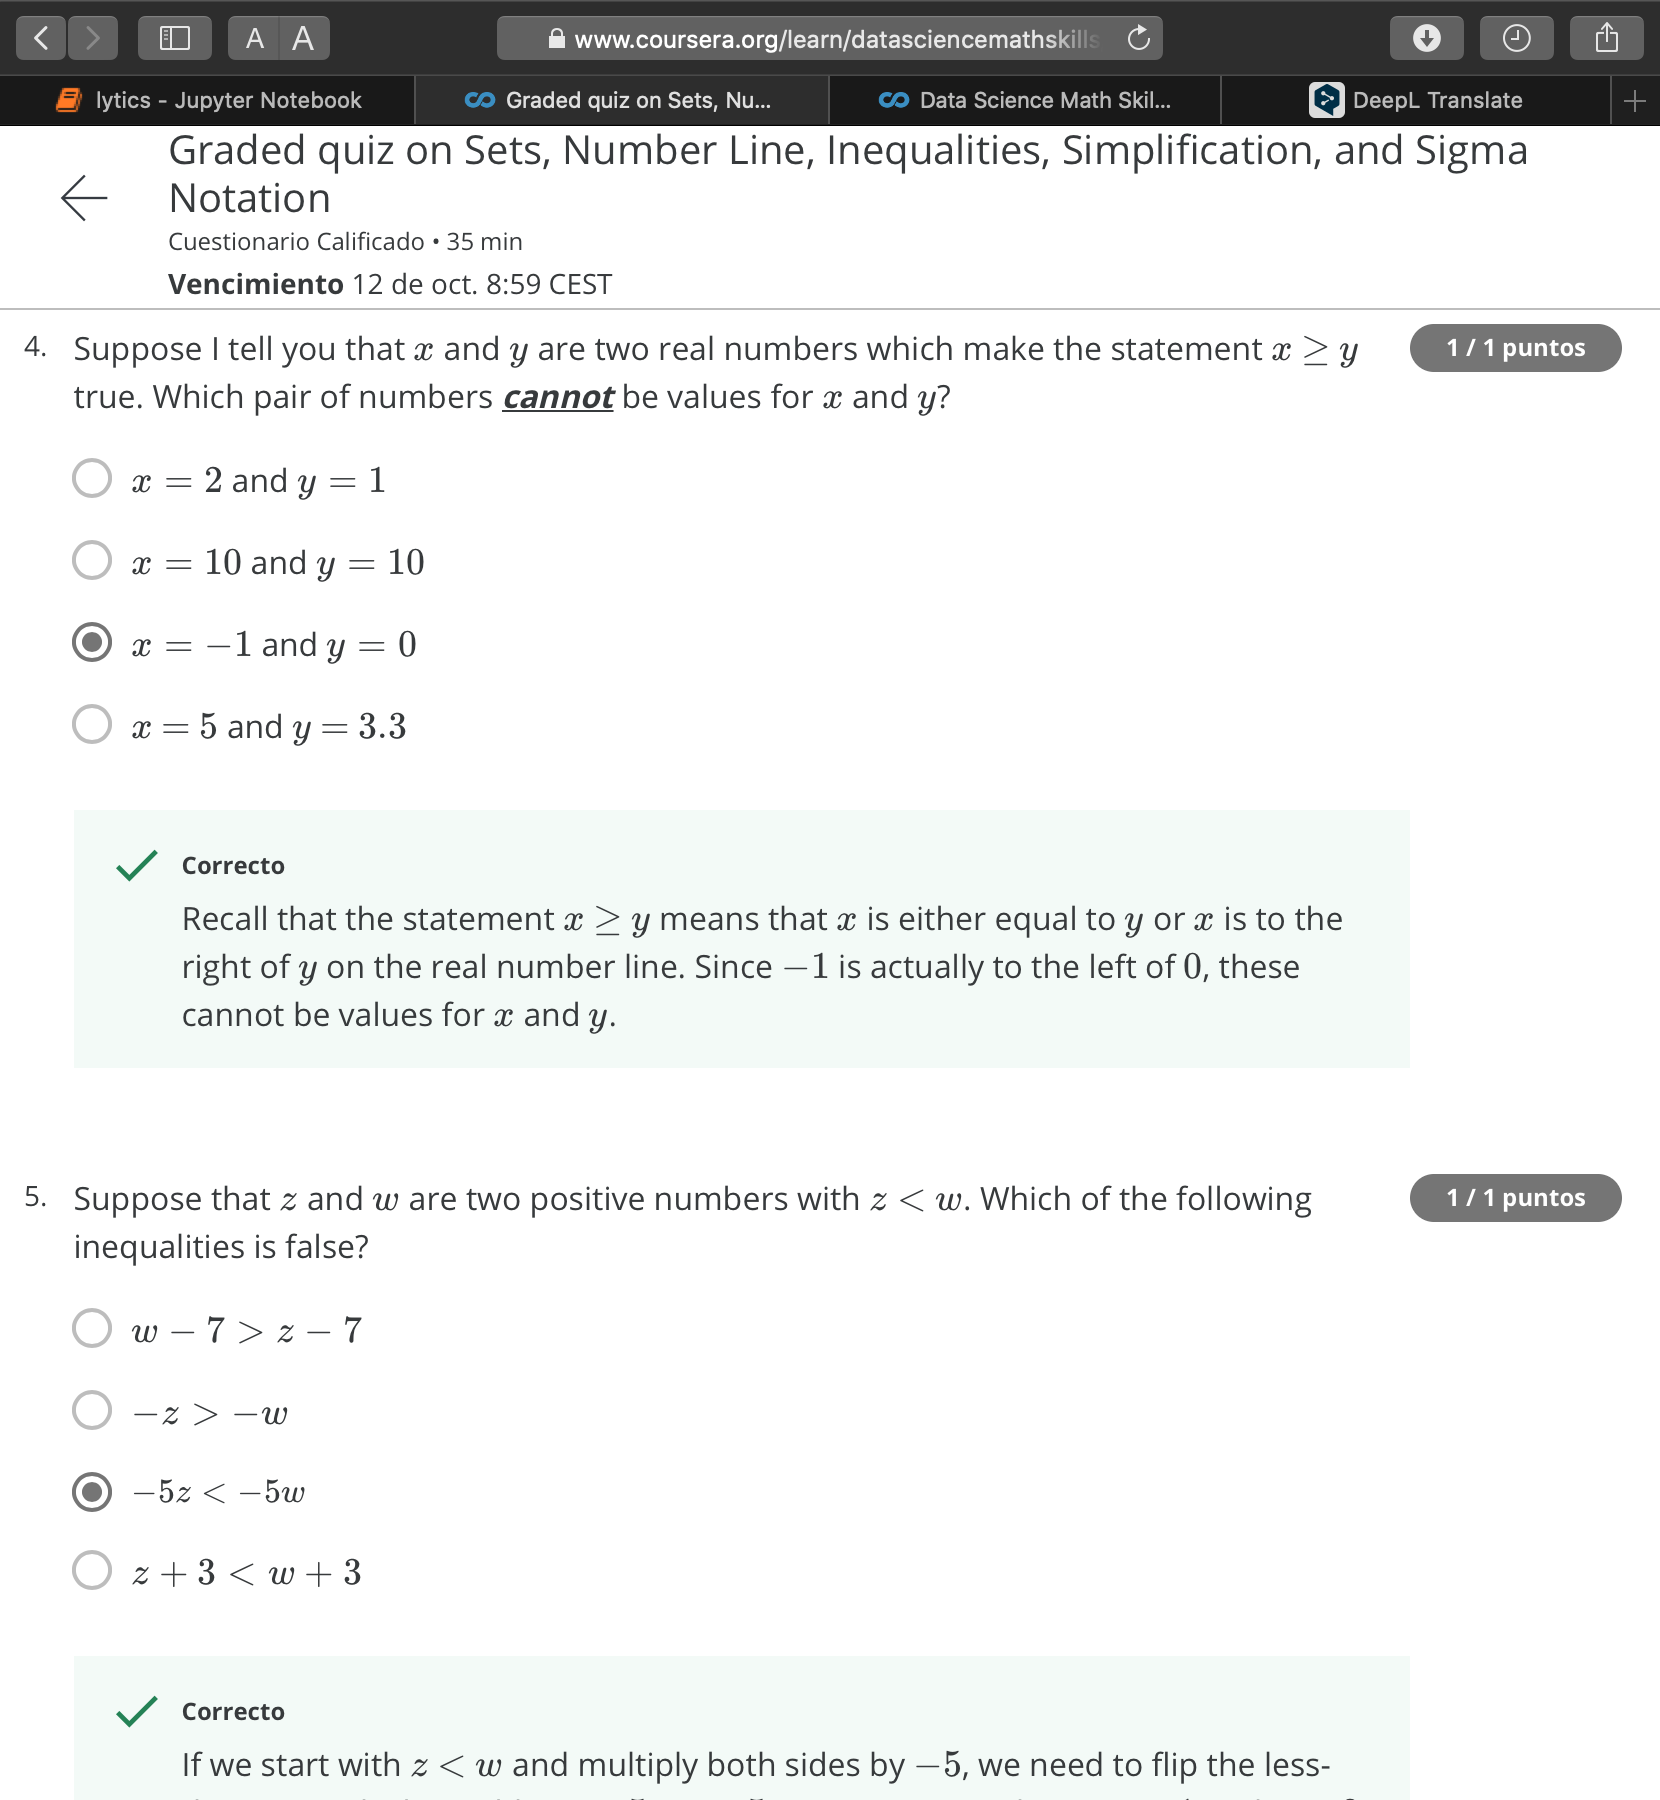 A A
www.coursera.org/learn/datasciencemathskills
lytics - Jupyter Notebook
Graded quiz on Sets, Nu...
Data Science Math Skil...
DeepL Translate
Graded quiz on Sets, Number Line, Inequalities, Simplification, and Sigma
Notation
Cuestionario Calificado • 35 min
Vencimiento 12 de oct. 8:59 CEST
4. Suppose I tell you that x and y are two real numbers which make the statement x ≥ y
true. Which pair of numbers cannot be values for x and y?
1 / 1 puntos
x = 2 and y = 1
x = 10 and y = 10
x = −1 and y = 0
x = 5 and y = 3.3
Correcto
Recall that the statement x ≥ y means that x is either equal to y or x is to the
right of y on the real number line. Since −1 is actually to the left of 0, these
cannot be values for x and y.
5. Suppose that z and w are two positive numbers with z < w. Which of the following
inequalities is false?
1 / 1 puntos
w − 7 > z − 7
−z > −w
−5z < −5w
z + 3 < w + 3
Correcto
If we start with z < w and multiply both sides by −5, we need to flip the less-